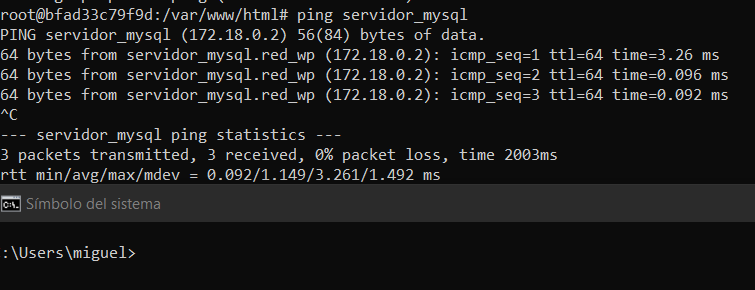 root@bfad33c79f9d:/var/www/html# ping servidor_mysql
PING servidor_mysql (172.18.0.2) 56(84) bytes of data.
64 bytes from servidor_mysql.red_wp (172.18.0.2): icmp_seq=1 ttl=64 time=3.26 ms
64 bytes from servidor_mysql.red_wp (172.18.0.2): icmp_seq=2 ttl=64 time=0.096 ms
64 bytes from servidor_mysql.red_wp (172.18.0.2): icmp_seq=3 ttl=64 time=0.092 ms
^C
--- servidor_mysql ping statistics ---
3 packets transmitted, 3 received, 0% packet loss, time 2003ms
rtt min/avg/max/mdev = 0.092/1.149/3.261/1.492 ms
Símbolo del sistema
:\Users\miguel>